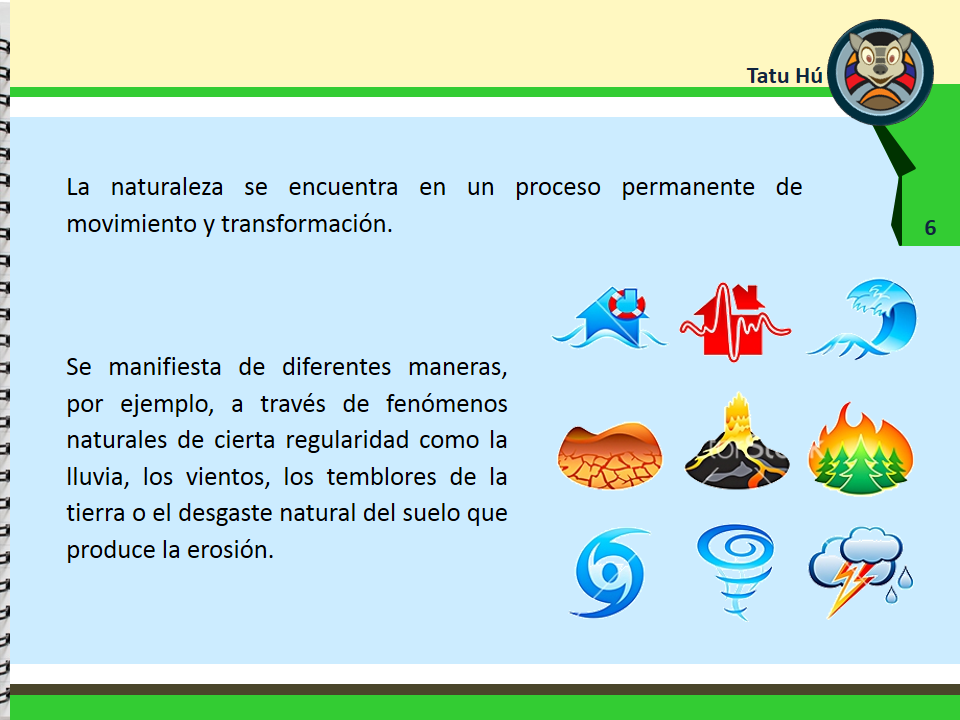 Tatu Hú
6
La naturaleza se encuentra en un proceso permanente de
movimiento y transformación.
Se manifiesta de diferentes maneras,
por ejemplo, a través de fenómenos
naturales de cierta regularidad como la
lluvia, los vientos, los temblores de la
tierra o el desgaste natural del suelo que
produce la erosión.